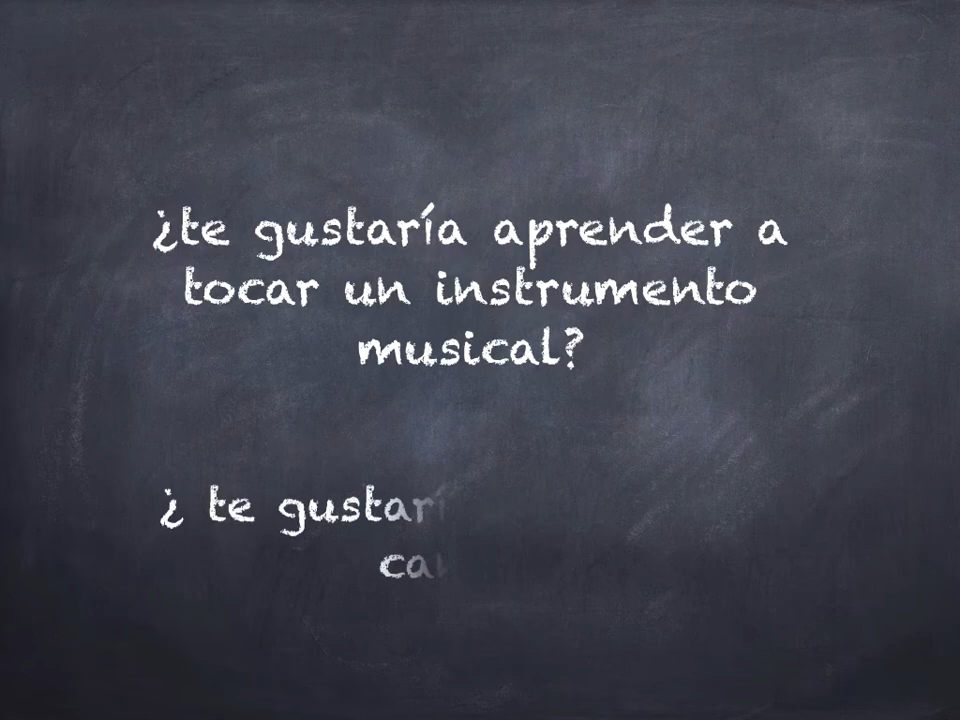 ¿te gustaría aprender a
tocar un instrumento
musical?
¿ te